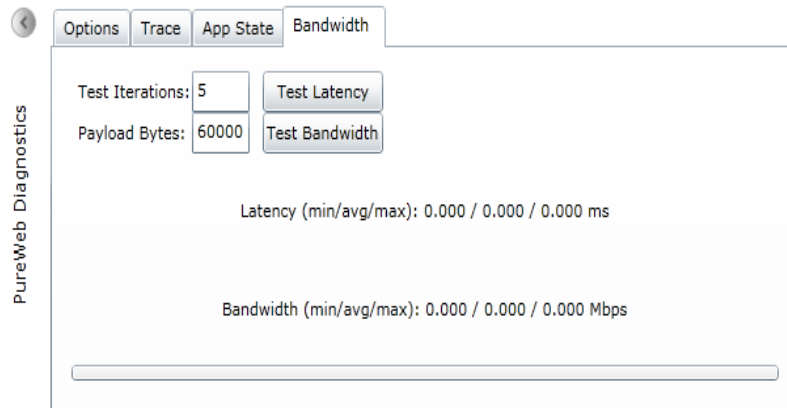 Options Trace App State Bandwidth
Test Iterations: 5 Test Latency
Payload Bytes: 60000 Test Bandwidth
PureWeb Diagnostics
Latency (min/avg/max): 0.000 / 0.000 / 0.000 ms
Bandwidth (min/avg/max): 0.000 / 0.000 / 0.000 Mbps